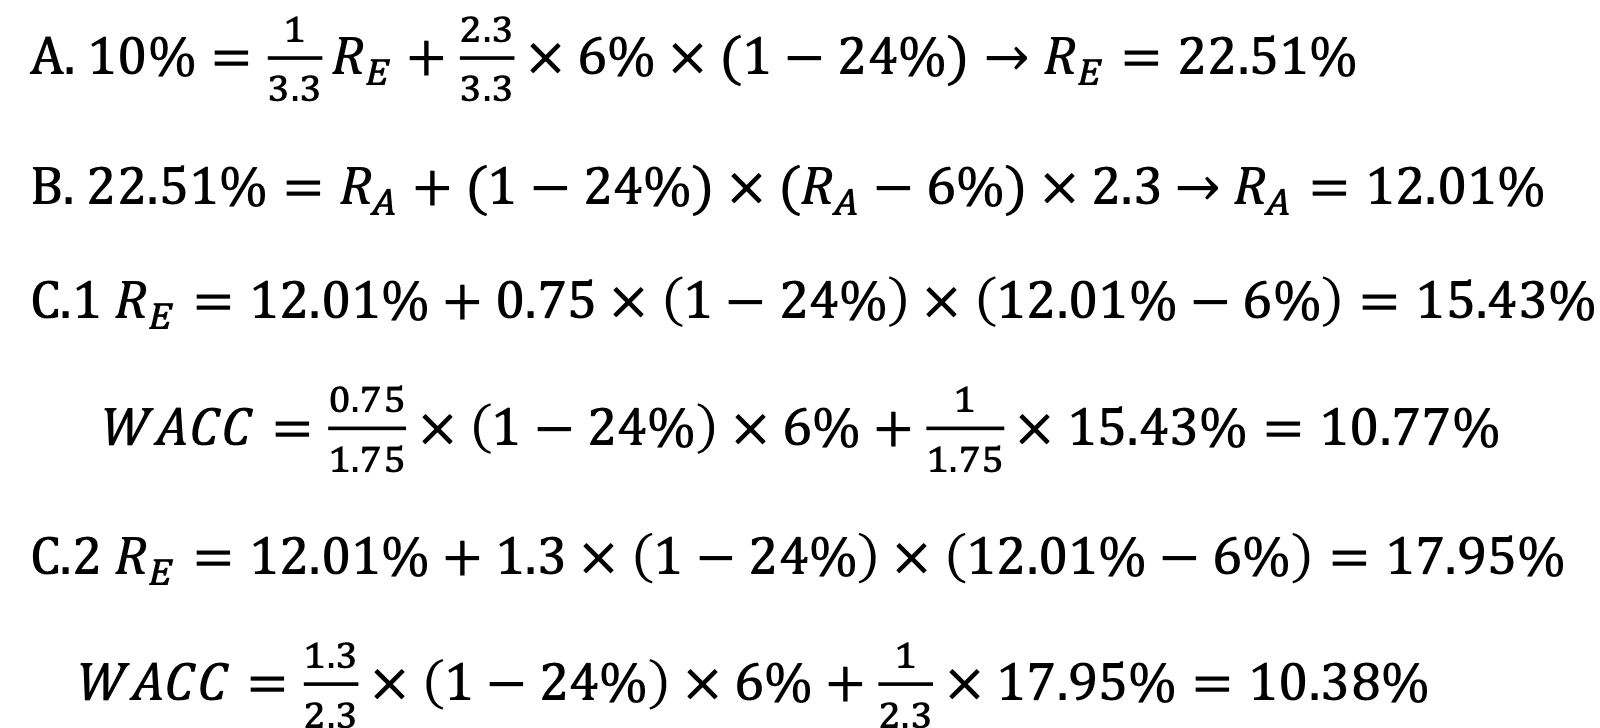 A. 10% = 1/3.3 R_E + 2.3/3.3 × 6% × (1 − 24%) → R_E = 22.51%
B. 22.51% = R_A + (1 − 24%) × (R_A − 6%) × 2.3 → R_A = 12.01%
C.1 R_E = 12.01% + 0.75 × (1 − 24%) × (12.01% − 6%) = 15.43%
WACC = 0.75/1.75 × (1 − 24%) × 6% + 1/1.75 × 15.43% = 10.77%
C.2 R_E = 12.01% + 1.3 × (1 − 24%) × (12.01% − 6%) = 17.95%
WACC = 1.3/2.3 × (1 − 24%) × 6% + 1/2.3 × 17.95% = 10.38%